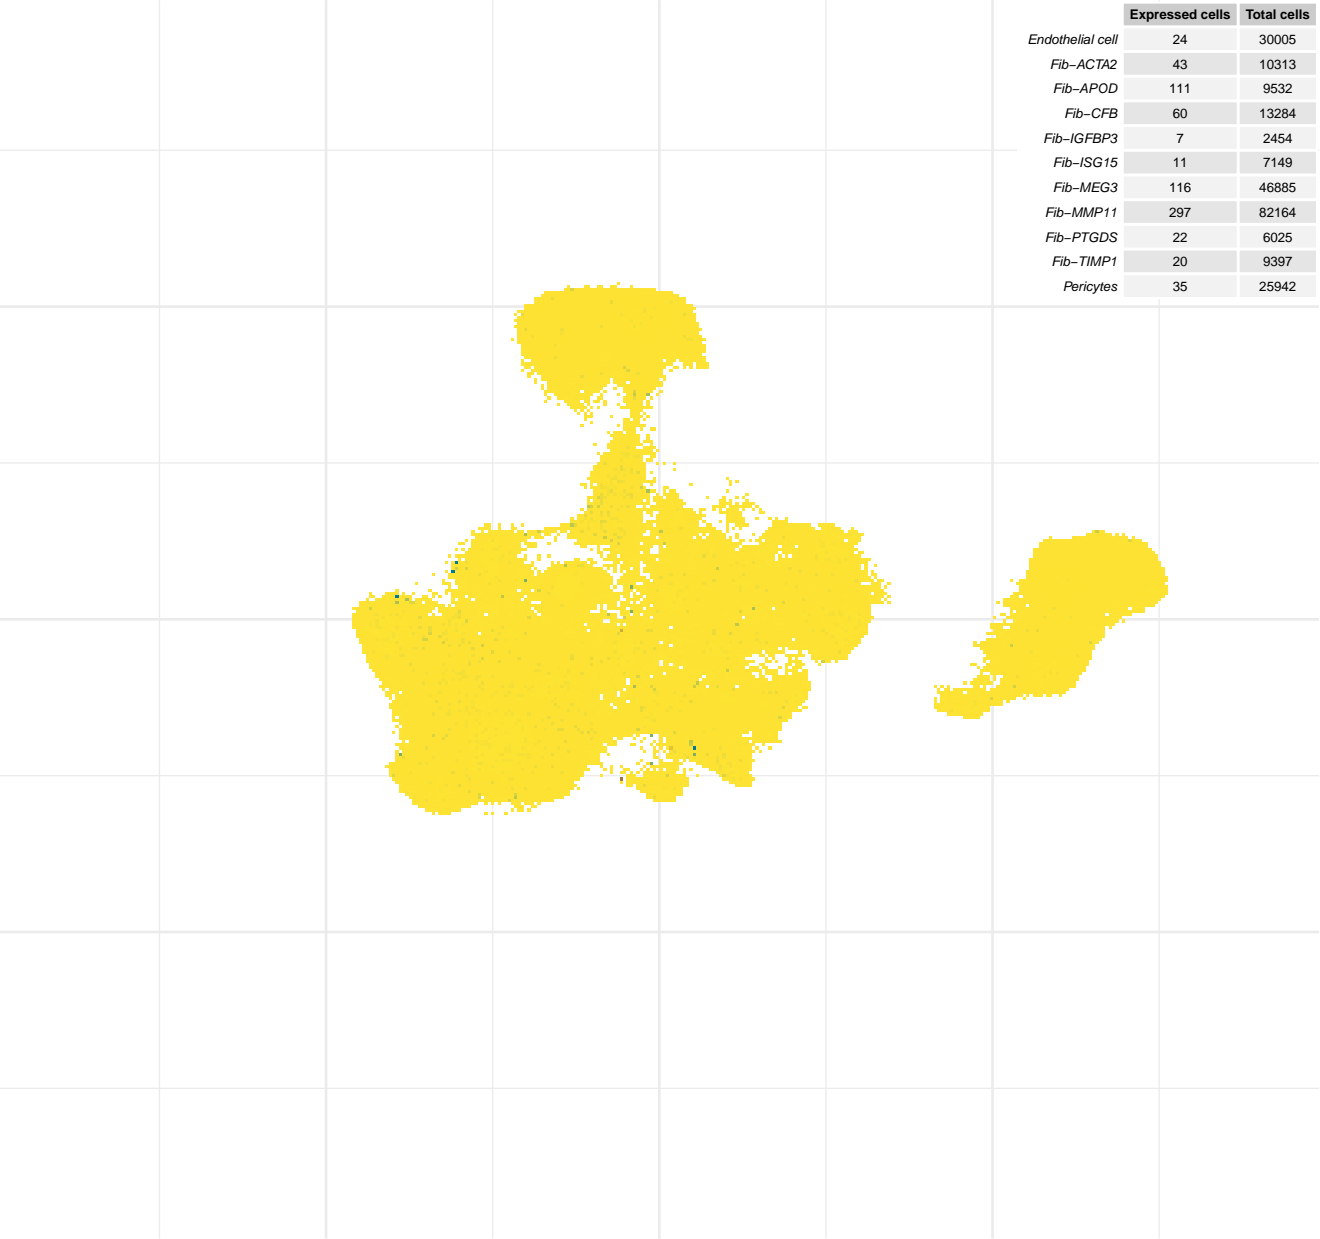 Expressed cells Total cells
Endothelial cell 24 30005
Fib−ACTA2 43 10313
Fib−APOD 111 9532
Fib−CFB 60 13284
Fib−IGFBP3 7 2454
Fib−ISG15 11 7149
Fib−MEG3 116 46885
Fib−MMP11 297 82164
Fib−PTGDS 22 6025
Fib−TIMP1 20 9397
Pericytes 35 25942